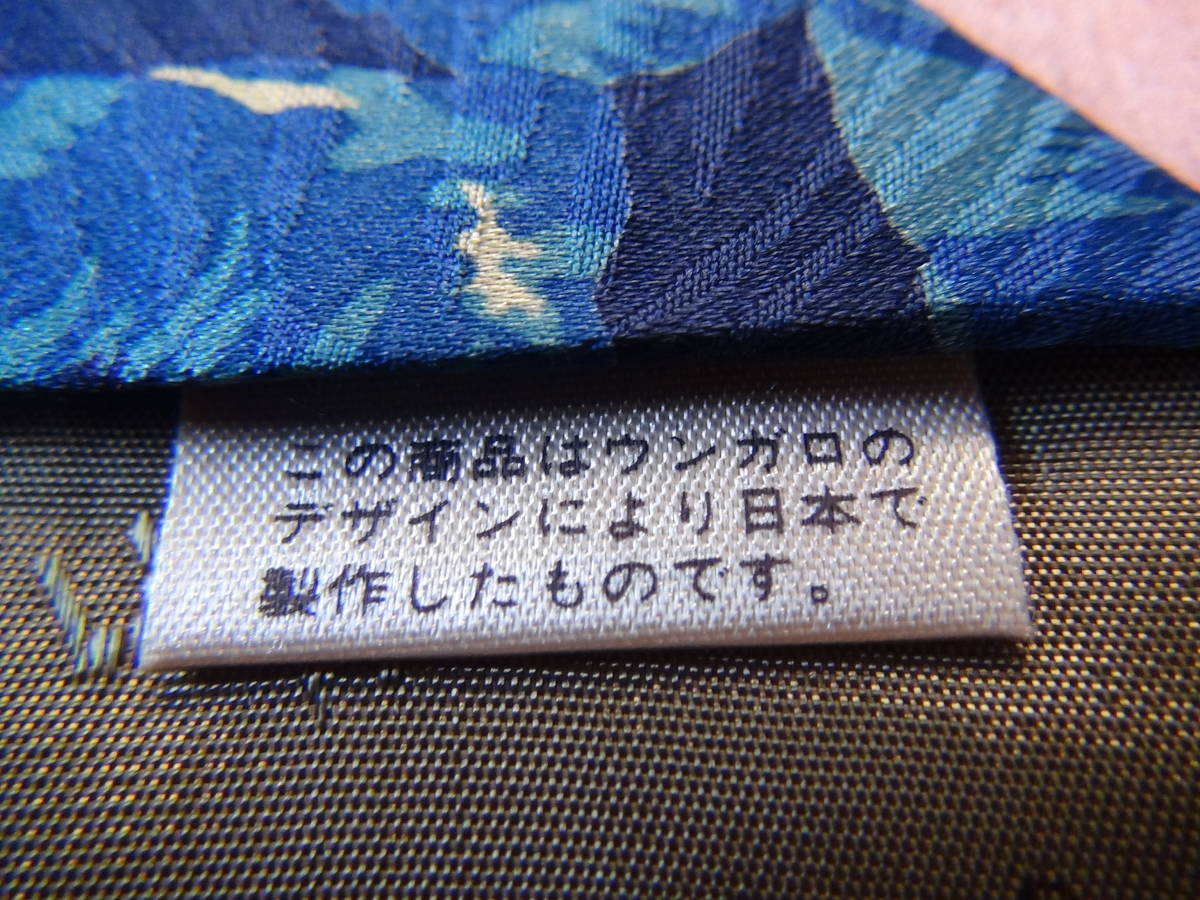 この商品はウンガロの
デザインにより日本で
製作したものです。